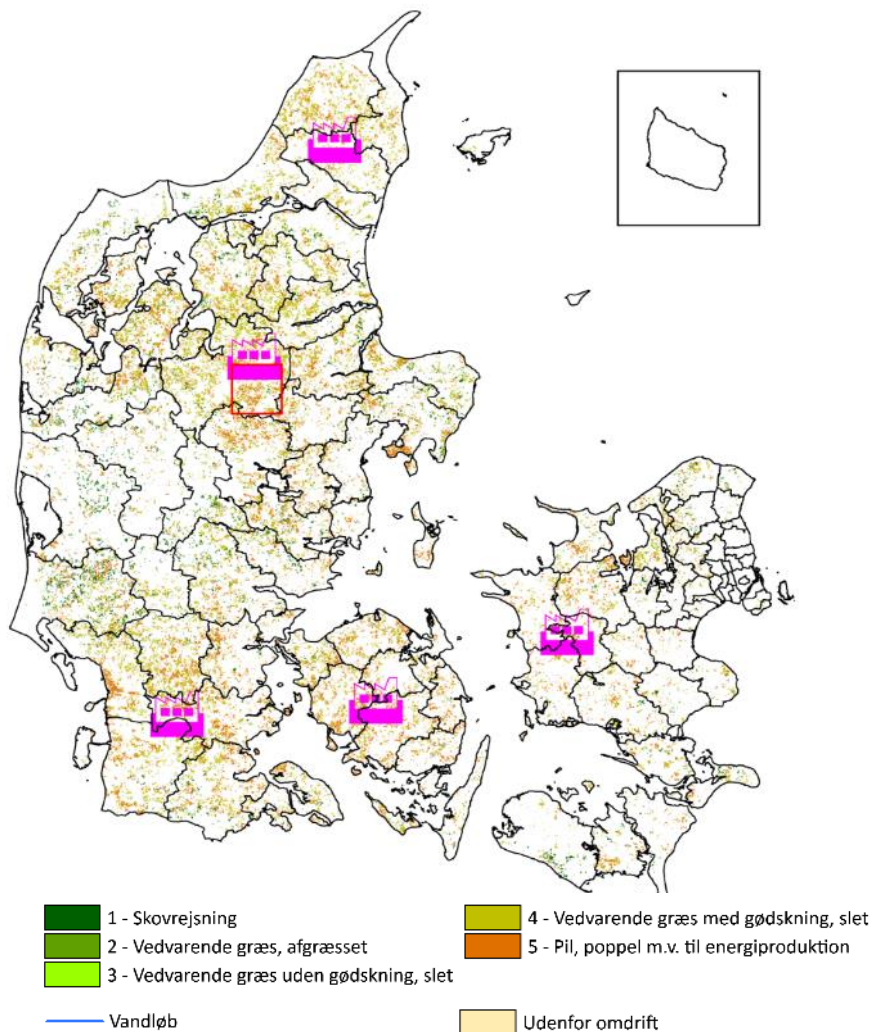 1 - Skovrejsning
2 - Vedvarende græs, afgræsset
3 - Vedvarende græs uden gødskning, slet
4 - Vedvarende græs med gødskning, slet
5 - Pil, poppel m.v. til energiproduktion
Vandløb
Udenfor omdrift